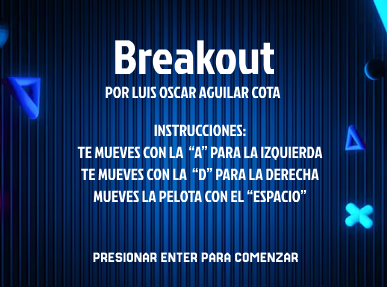 Breakout
POR LUIS OSCAR AGUILAR COTA
INSTRUCCIONES:
TE MUEVES CON LA “A” PARA LA IZQUIERDA
TE MUEVES CON LA “D” PARA LA DERECHA
MUEVES LA PELOTA CON EL “ESPACIO”
PRESIONAR ENTER PARA COMENZAR